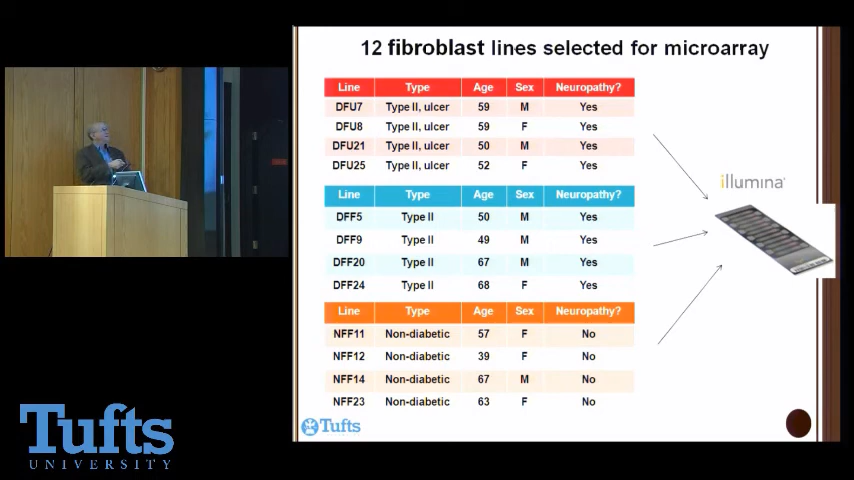 12 fibroblast lines selected for microarray
Line Type Age Sex Neuropathy?
DFU7 Type II, ulcer 59 M Yes
DFU8 Type II, ulcer 59 F Yes
DFU21 Type II, ulcer 50 M Yes
DFU25 Type II, ulcer 52 F Yes
Line Type Age Sex Neuropathy?
DFF5 Type II 50 M Yes
DFF9 Type II 49 M Yes
DFF20 Type II 67 M Yes
DFF24 Type II 68 F Yes
Line Type Age Sex Neuropathy?
NFF11 Non-diabetic 57 F No
NFF12 Non-diabetic 39 F No
NFF14 Non-diabetic 67 M No
NFF23 Non-diabetic 63 F No
illumina
Tufts
Tufts
UNIVERSITY